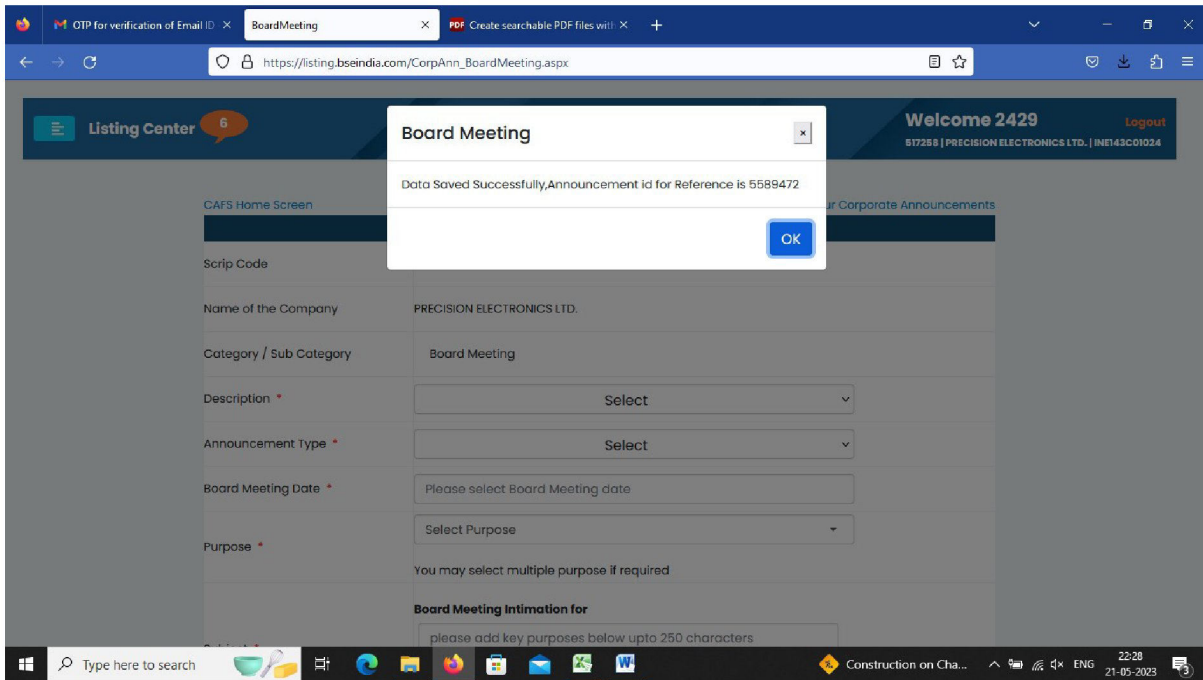 OTP for verification of Email ID
BoardMeeting
PDF Create searchable PDF files with
https://listing.bseindia.com/CorpAnn_BoardMeeting.aspx
Listing Center 6
Board Meeting
Welcome 2429
Logout
517258 | PRECISION ELECTRONICS LTD. | INE143C01024
Data Saved Successfully,Announcement id for Reference is 5589472
OK
CAFS Home Screen
ur Corporate Announcements
Scrip Code
Name of the Company PRECISION ELECTRONICS LTD.
Category / Sub Category Board Meeting
Description * Select
Announcement Type * Select
Board Meeting Date * Please select Board Meeting date
Select Purpose
Purpose *
You may select multiple purpose if required
Board Meeting Intimation for
please add key purposes below upto 250 characters
Type here to search
Construction on Cha...
ENG
22:28
21-05-2023
3